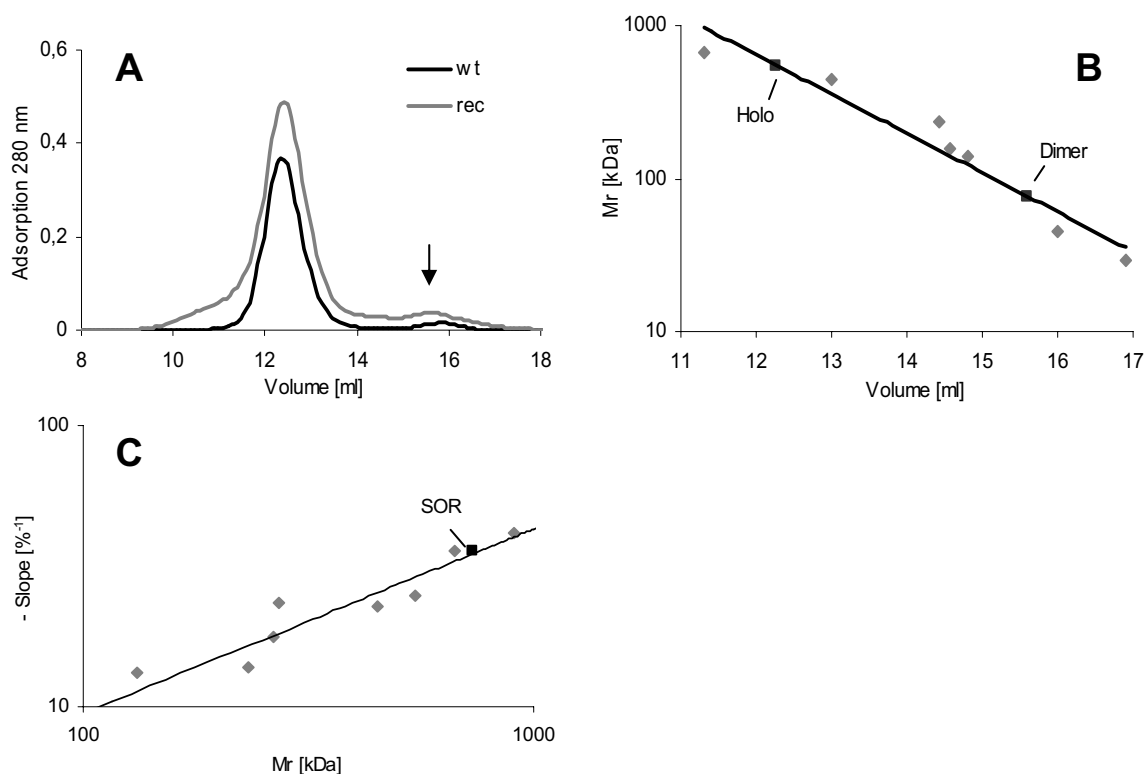 A
wt
rec
0,6
0,4
0,2
0
Adsorption 280 nm
8 10 12 14 16 18
Volume [ml]
B
1000
100
10
Mr [kDa]
Holo
Dimer
11 12 13 14 15 16 17
Volume [ml]
C
100
10
- Slope [%-1]
SOR
100 1000
Mr [kDa]